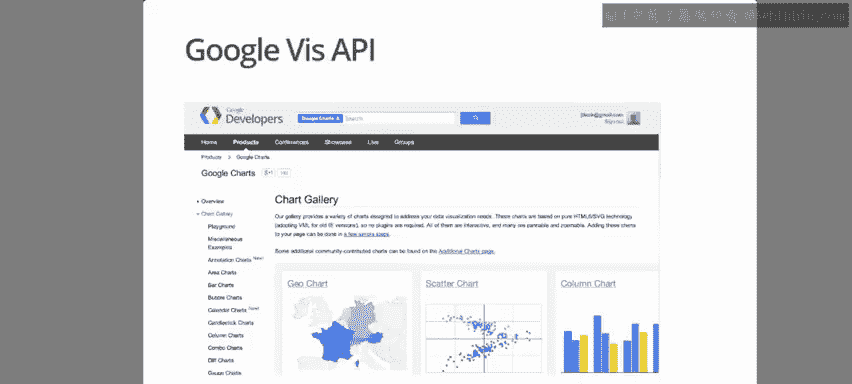 Google Vis API
Google
Developers
Google Charts
Search
Sign out
Home Products Conferences Showcase Live Groups
Products > Google Charts
Google Charts
Overview
Chart Gallery
Playground
Miscellaneous
Examples
Annotation Charts New!
Area Charts
Bar Charts
Bubble Charts
Calendar Charts New!
Candlestick Charts
Column Charts
Combo Charts
Diff Charts
Gauge Charts
Chart Gallery
Our gallery provides a variety of charts designed to address your data visualization needs. These charts are based on pure HTML5/SVG technology
(adopting VML for old IE versions), so no plugins are required. All of them are interactive, and many are pannable and zoomable. Adding these charts
to your page can be done in a few simple steps.
Some additional community-contributed charts can be found on the Additional Charts page.
Geo Chart
Scatter Chart
Column Chart